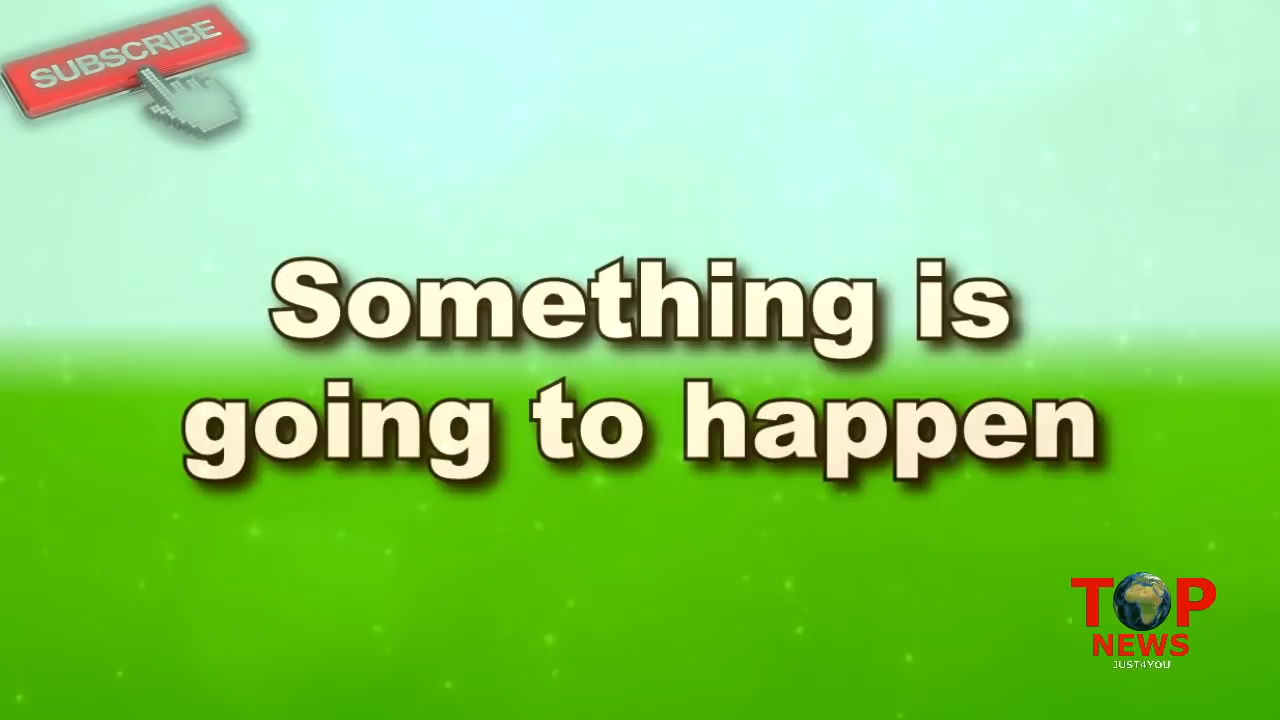 SUBSCRIBE
Something is
going to happen
TOP
NEWS
JUST4YOU